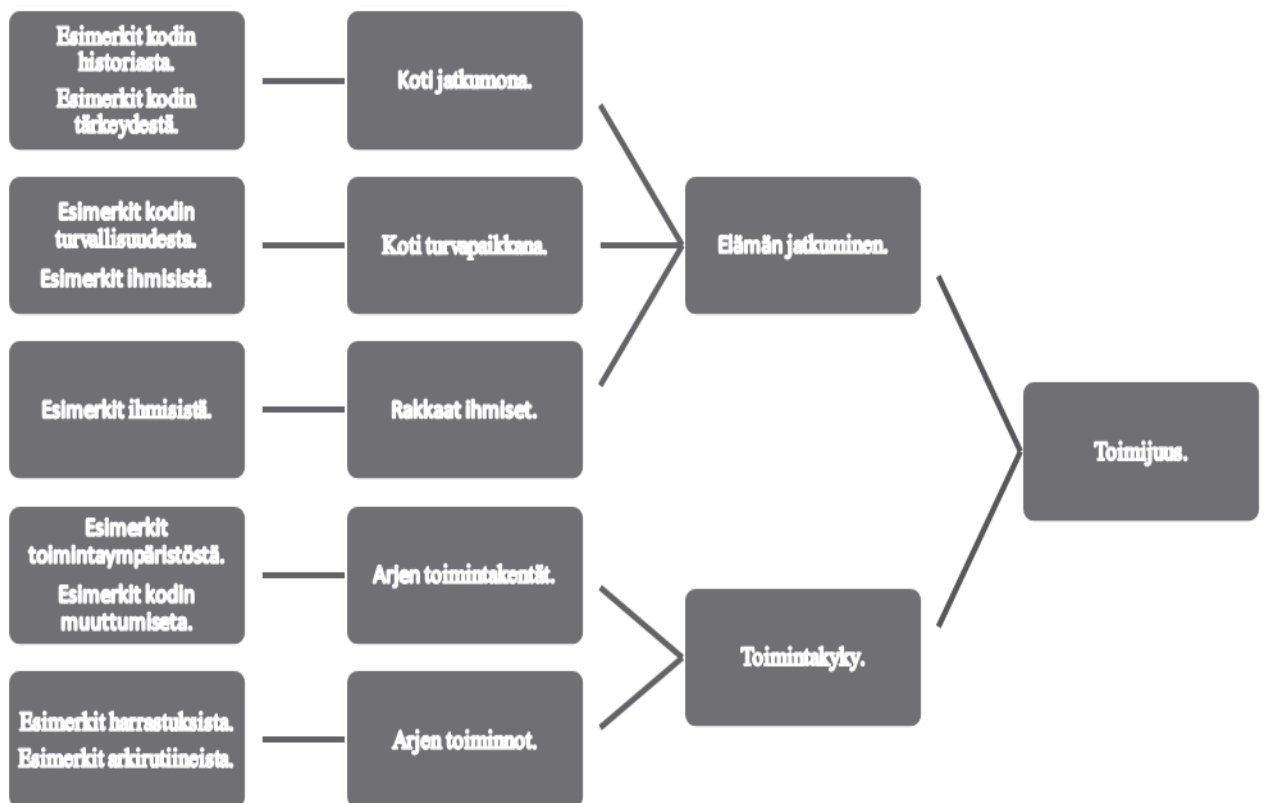 Esimerkit kodin
historiasta.
Esimerkit kodin
tärkeydestä.
Koti jatkumona.
Esimerkit kodin
turvallisuudesta.
Esimerkit ihmisistä.
Koti turvapaikkana.
Elämän jatkuminen.
Esimerkit ihmisistä.
Rakkaat ihmiset.
Toimijuus.
Esimerkit
toimintaympäristöstä.
Esimerkit kodin
muuttumiseta.
Arjen toimintakentät.
Toimintakyky.
Esimerkit harrastuksista.
Esimerkit arkirutiineista.
Arjen toiminnot.